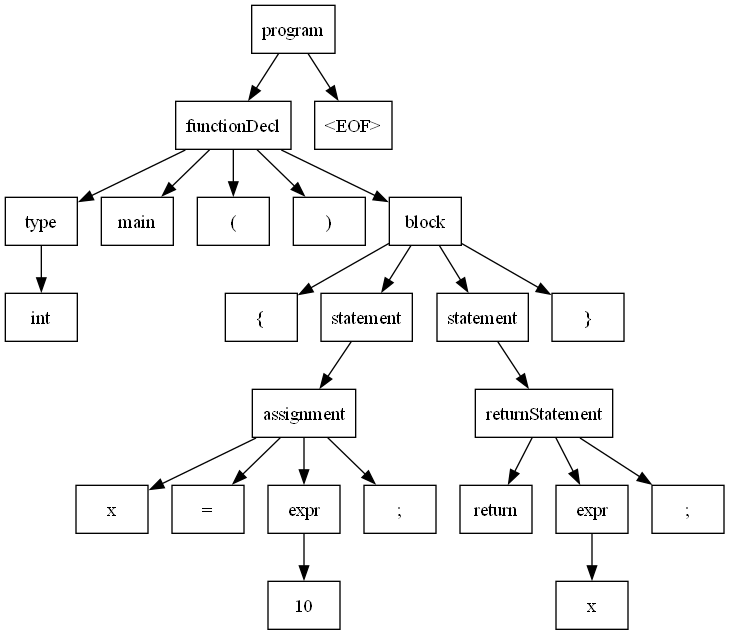 program
functionDecl <EOF>
type main ( ) block
int { statement statement }
assignment returnStatement
x = expr ; return expr ;
10 x